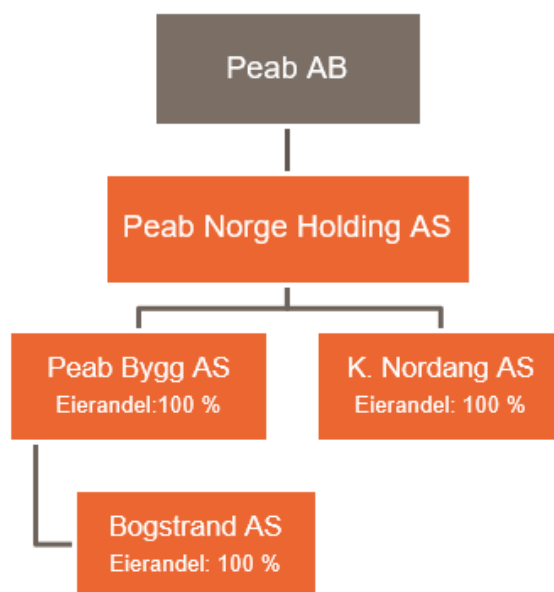 Peab AB
Peab Norge Holding AS
Peab Bygg AS
Eierandel:100 %
K. Nordang AS
Eierandel: 100 %
Bogstrand AS
Eierandel: 100 %